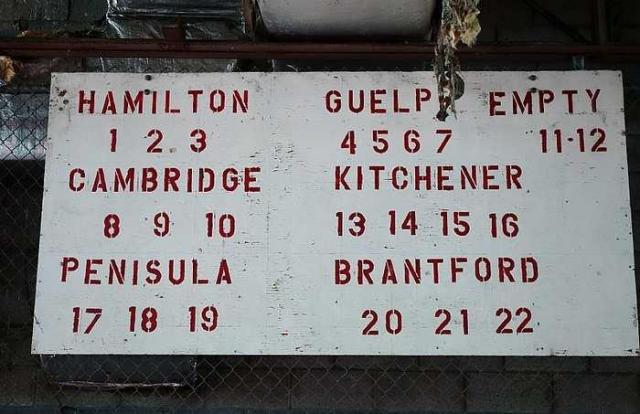 HAMILTON GUELP EMPTY
1 2 3 4 5 6 7 11-12
CAMBRIDGE KITCHENER
8 9 10 13 14 15 16
PENISULA BRANTFORD
17 18 19 20 21 22